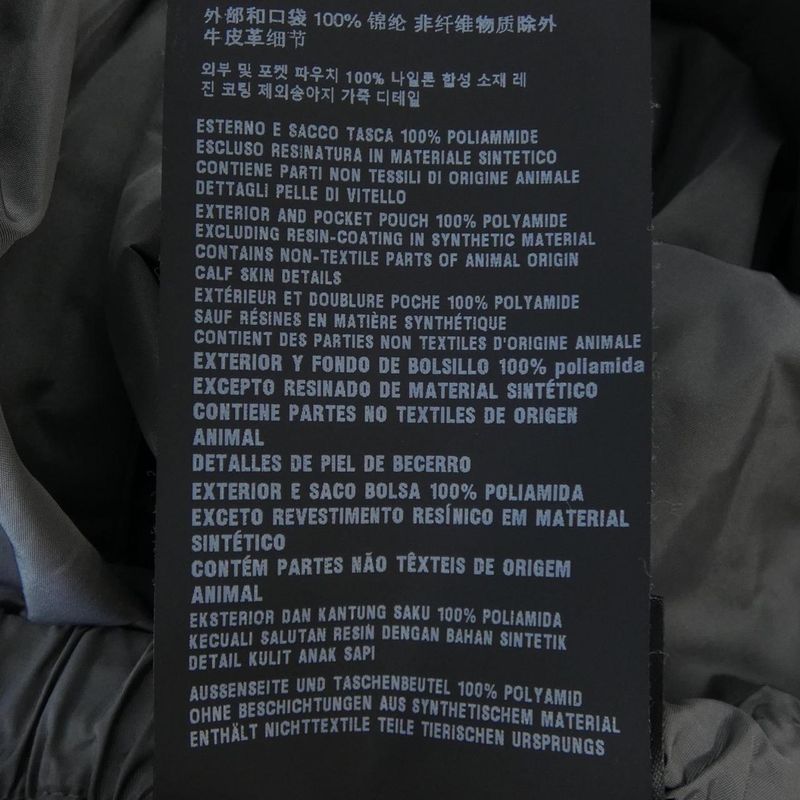 外部和口袋 100% 锦纶 非纤维物质除外
牛皮革细节
외부 및 포켓 파우치 100% 나일론 합성 소재 레
진 코팅 제외송아지 가죽 디테일
ESTERNO E SACCO TASCA 100% POLIAMMIDE
ESCLUSO RESINATURA IN MATERIALE SINTETICO
CONTIENE PARTI NON TESSILI DI ORIGINE ANIMALE
DETTAGLI PELLE DI VITELLO
EXTERIOR AND POCKET POUCH 100% POLYAMIDE
EXCLUDING RESIN-COATING IN SYNTHETIC MATERIAL
CONTAINS NON-TEXTILE PARTS OF ANIMAL ORIGIN
CALF SKIN DETAILS
EXTÉRIEUR ET DOUBLURE POCHE 100% POLYAMIDE
SAUF RÉSINES EN MATIÈRE SYNTHÉTIQUE
CONTIENT DES PARTIES NON TEXTILES D'ORIGINE ANIMALE
EXTERIOR Y FONDO DE BOLSILLO 100% poliamida
EXCEPTO RESINADO DE MATERIAL SINTÉTICO
CONTIENE PARTES NO TEXTILES DE ORIGEN
ANIMAL
DETALLES DE PIEL DE BECERRO
EXTERIOR E SACO BOLSA 100% POLIAMIDA
EXCETO REVESTIMENTO RESÍNICO EM MATERIAL
SINTÉTICO
CONTÉM PARTES NÃO TÊXTEIS DE ORIGEM
ANIMAL
EKSTERIOR DAN KANTUNG SAKU 100% POLIAMIDA
KECUALI SALUTAN RESIN DENGAN BAHAN SINTETIK
DETAIL KULIT ANAK SAPI
AUSSENSEITE UND TASCHENBEUTEL 100% POLYAMID
OHNE BESCHICHTUNGEN AUS SYNTHETISCHEM MATERIAL
ENTHÄLT NICHTTEXTILE TEILE TIERISCHEN URSPRUNGS